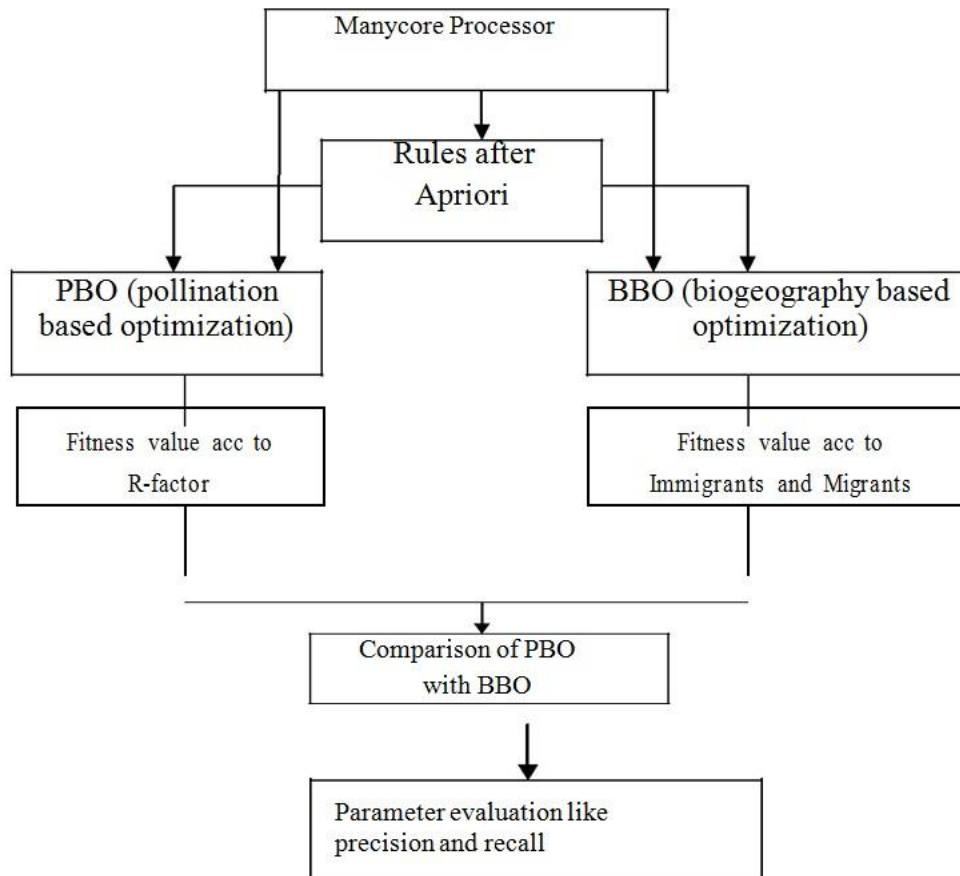 Manycore Processor
Rules after
Apriori
PBO (pollination
based optimization)
BBO (biogeography based
optimization)
Fitness value acc to
R-factor
Fitness value acc to
Immigrants and Migrants
Comparison of PBO
with BBO
Parameter evaluation like
precision and recall